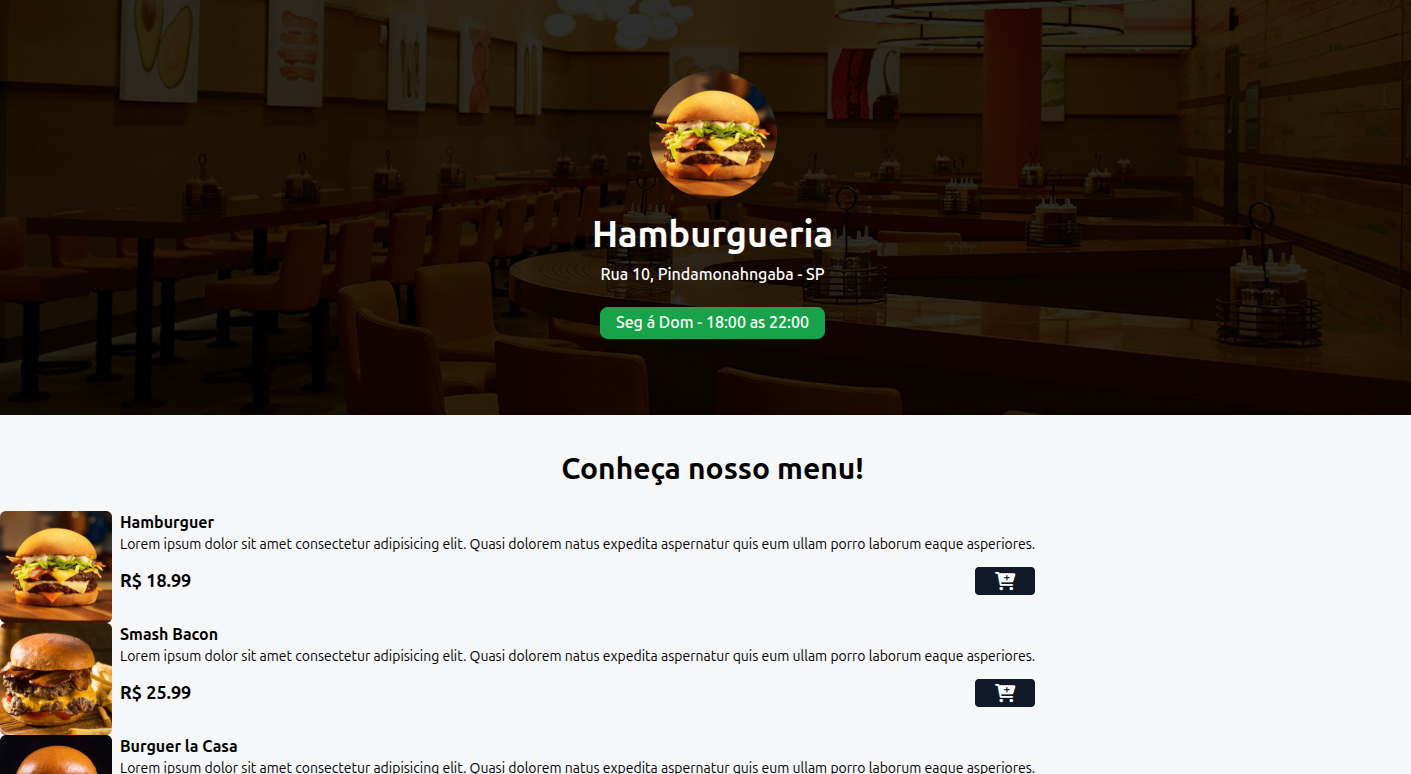 Hamburgueria
Rua 10, Pindamonahngaba - SP
Seg á Dom - 18:00 as 22:00
Conheça nosso menu!
Hamburguer
Lorem ipsum dolor sit amet consectetur adipisicing elit. Quasi dolorem natus expedita aspernatur quis eum ullam porro laborum eaque asperiores.
R$ 18.99
Smash Bacon
Lorem ipsum dolor sit amet consectetur adipisicing elit. Quasi dolorem natus expedita aspernatur quis eum ullam porro laborum eaque asperiores.
R$ 25.99
Burguer la Casa
Lorem ipsum dolor sit amet consectetur adipisicing elit. Quasi dolorem natus expedita aspernatur quis eum ullam porro laborum eaque asperiores.